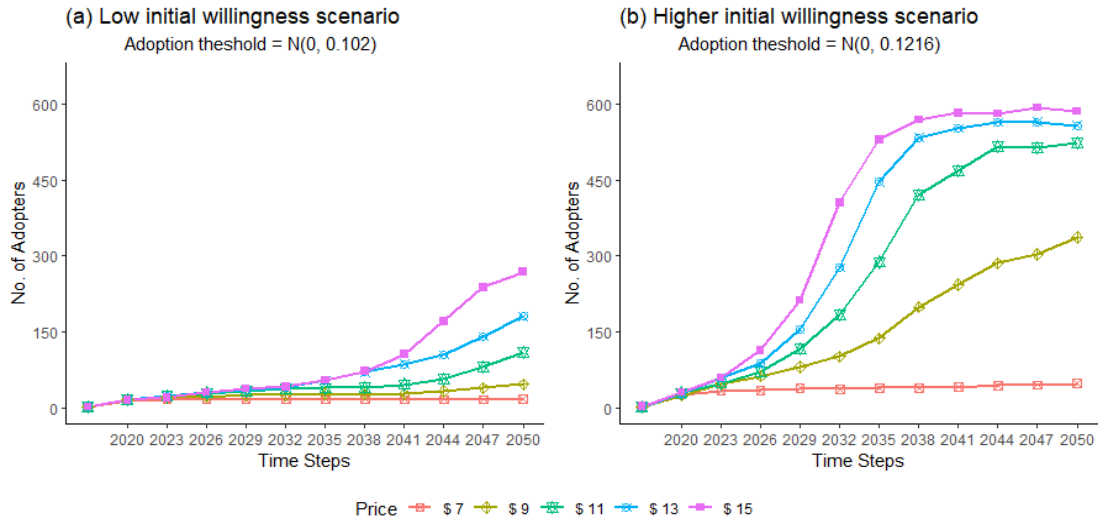 (a) Low initial willingness scenario
Adoption theshold = N(0, 0.102)
No. of Adopters
600
450
300
150
0
2020 2023 2026 2029 2032 2035 2038 2041 2044 2047 2050
Time Steps
(b) Higher initial willingness scenario
Adoption theshold = N(0, 0.1216)
No. of Adopters
600
450
300
150
0
2020 2023 2026 2029 2032 2035 2038 2041 2044 2047 2050
Time Steps
Price $ 7 $ 9 $ 11 $ 13 $ 15